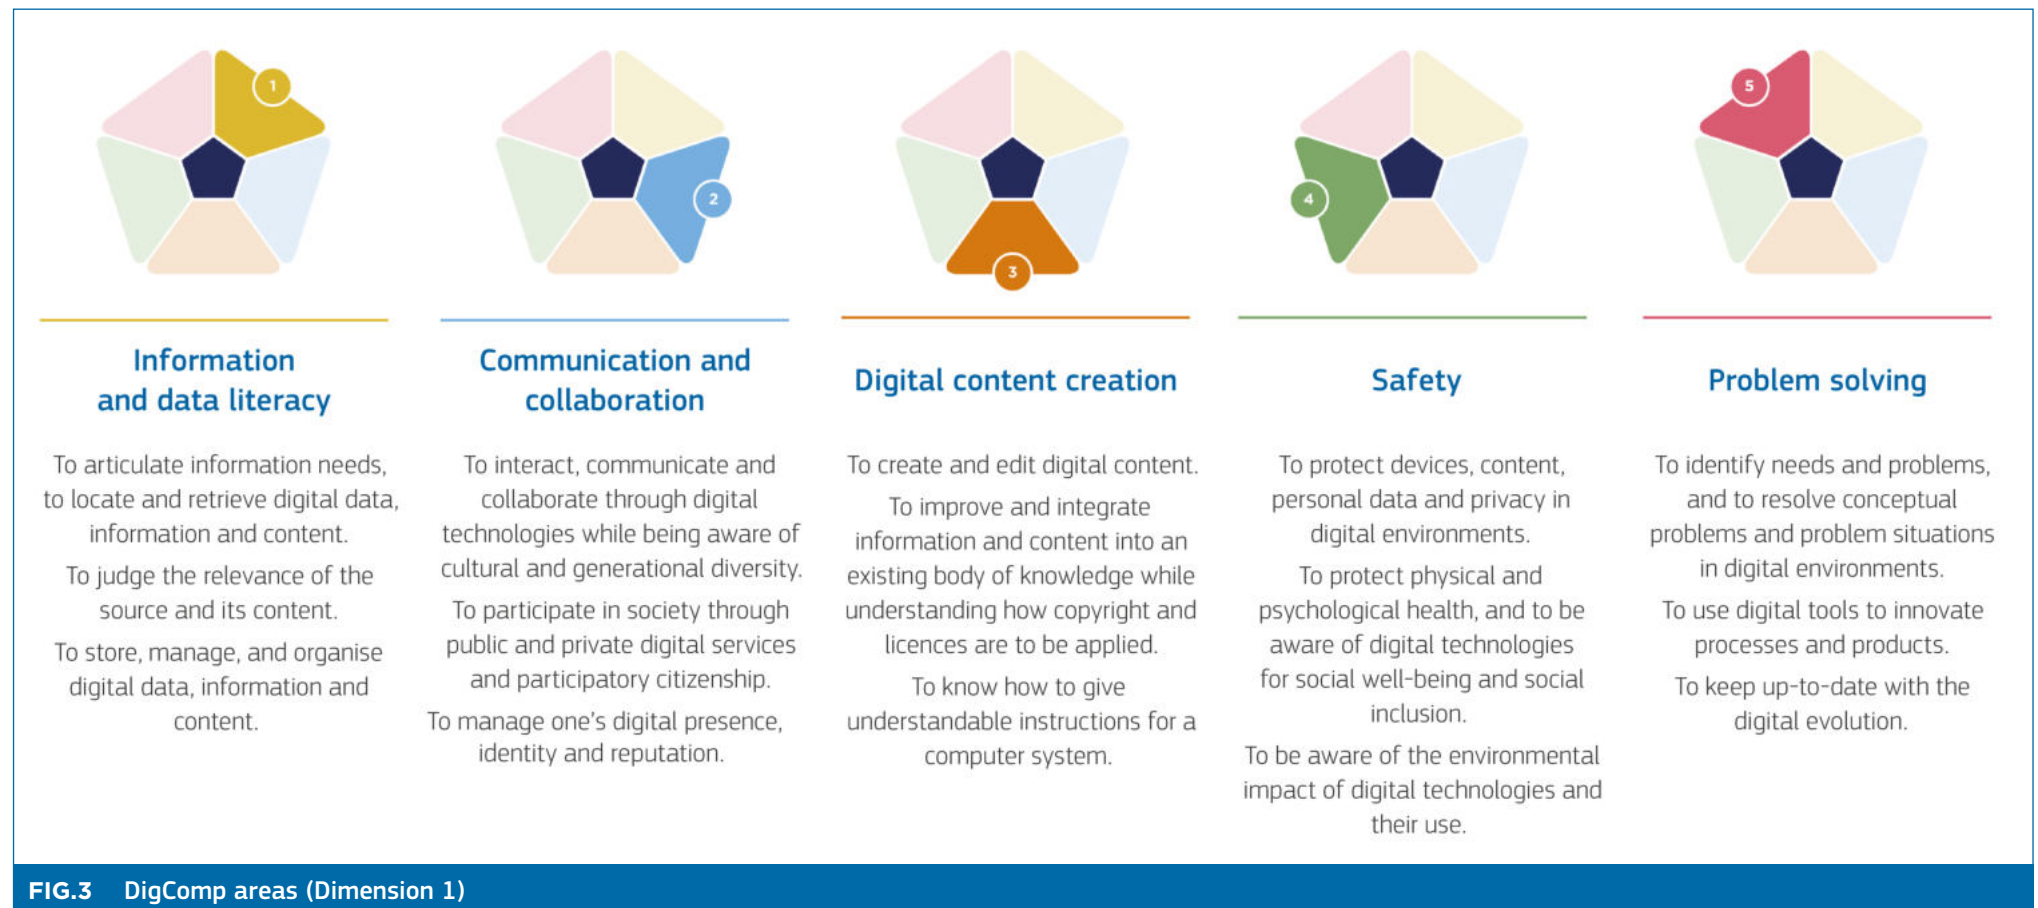 1
Information
and data literacy
To articulate information needs,
to locate and retrieve digital data,
information and content.
To judge the relevance of the
source and its content.
To store, manage, and organise
digital data, information and
content.
2
Communication and
collaboration
To interact, communicate and
collaborate through digital
technologies while being aware of
cultural and generational diversity.
To participate in society through
public and private digital services
and participatory citizenship.
To manage one’s digital presence,
identity and reputation.
3
Digital content creation
To create and edit digital content.
To improve and integrate
information and content into an
existing body of knowledge while
understanding how copyright and
licences are to be applied.
To know how to give
understandable instructions for a
computer system.
4
Safety
To protect devices, content,
personal data and privacy in
digital environments.
To protect physical and
psychological health, and to be
aware of digital technologies
for social well-being and social
inclusion.
To be aware of the environmental
impact of digital technologies and
their use.
5
Problem solving
To identify needs and problems,
and to resolve conceptual
problems and problem situations
in digital environments.
To use digital tools to innovate
processes and products.
To keep up-to-date with the
digital evolution.
FIG.3 DigComp areas (Dimension 1)